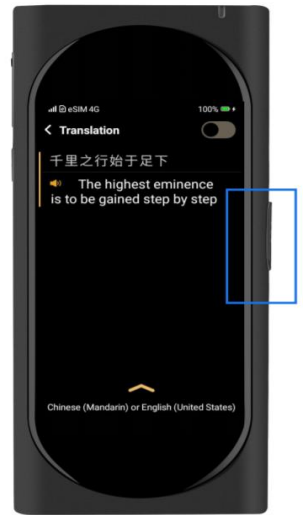 eSIM 4G 100%
< Translation
千里之行始于足下
The highest eminence
is to be gained step by step
Chinese (Mandarin) or English (United States)